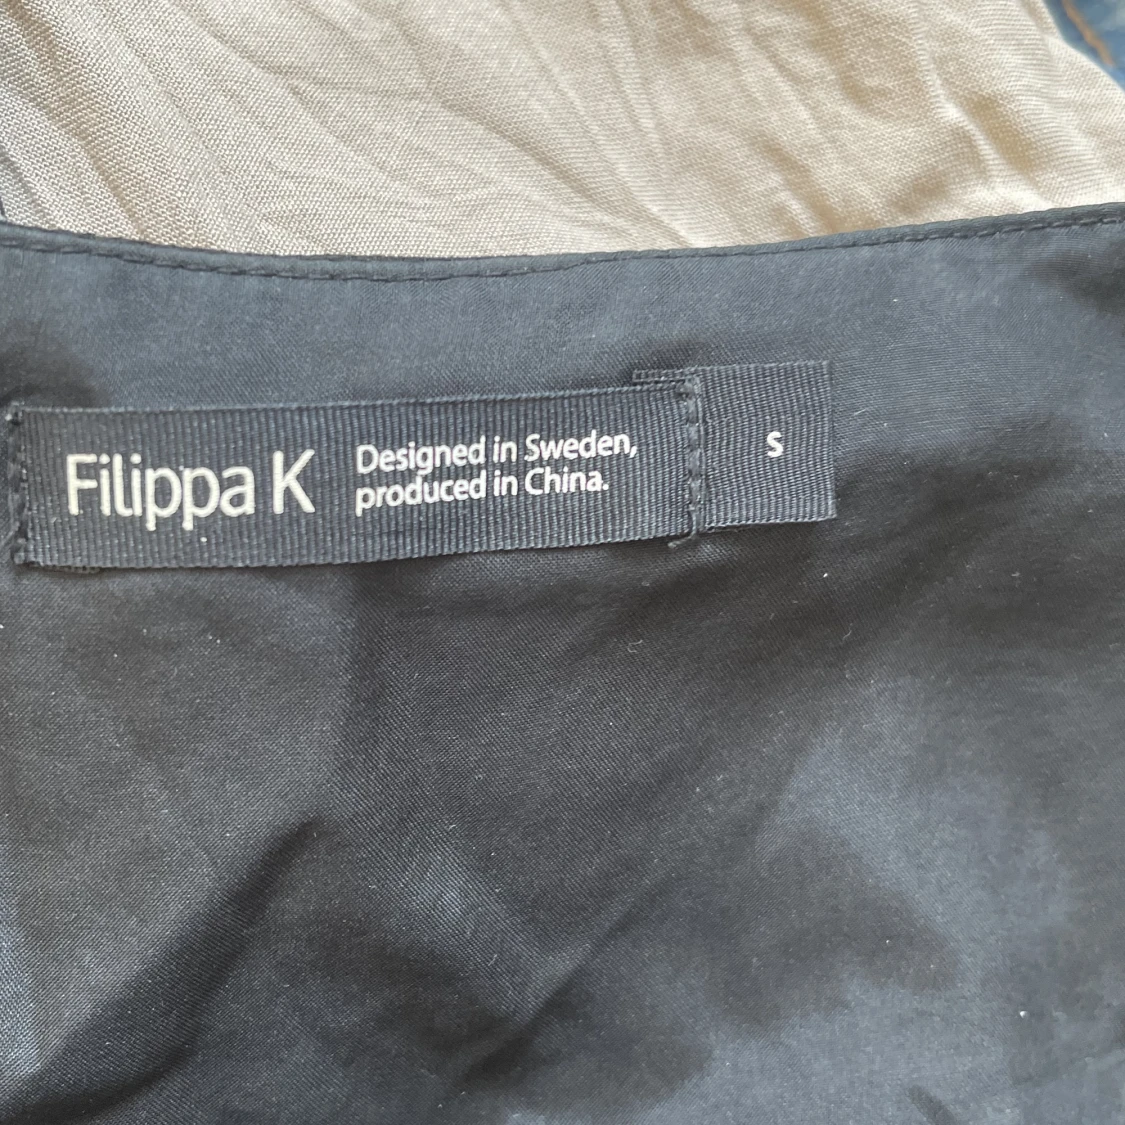 Filippa K
Designed in Sweden,
produced in China.
S